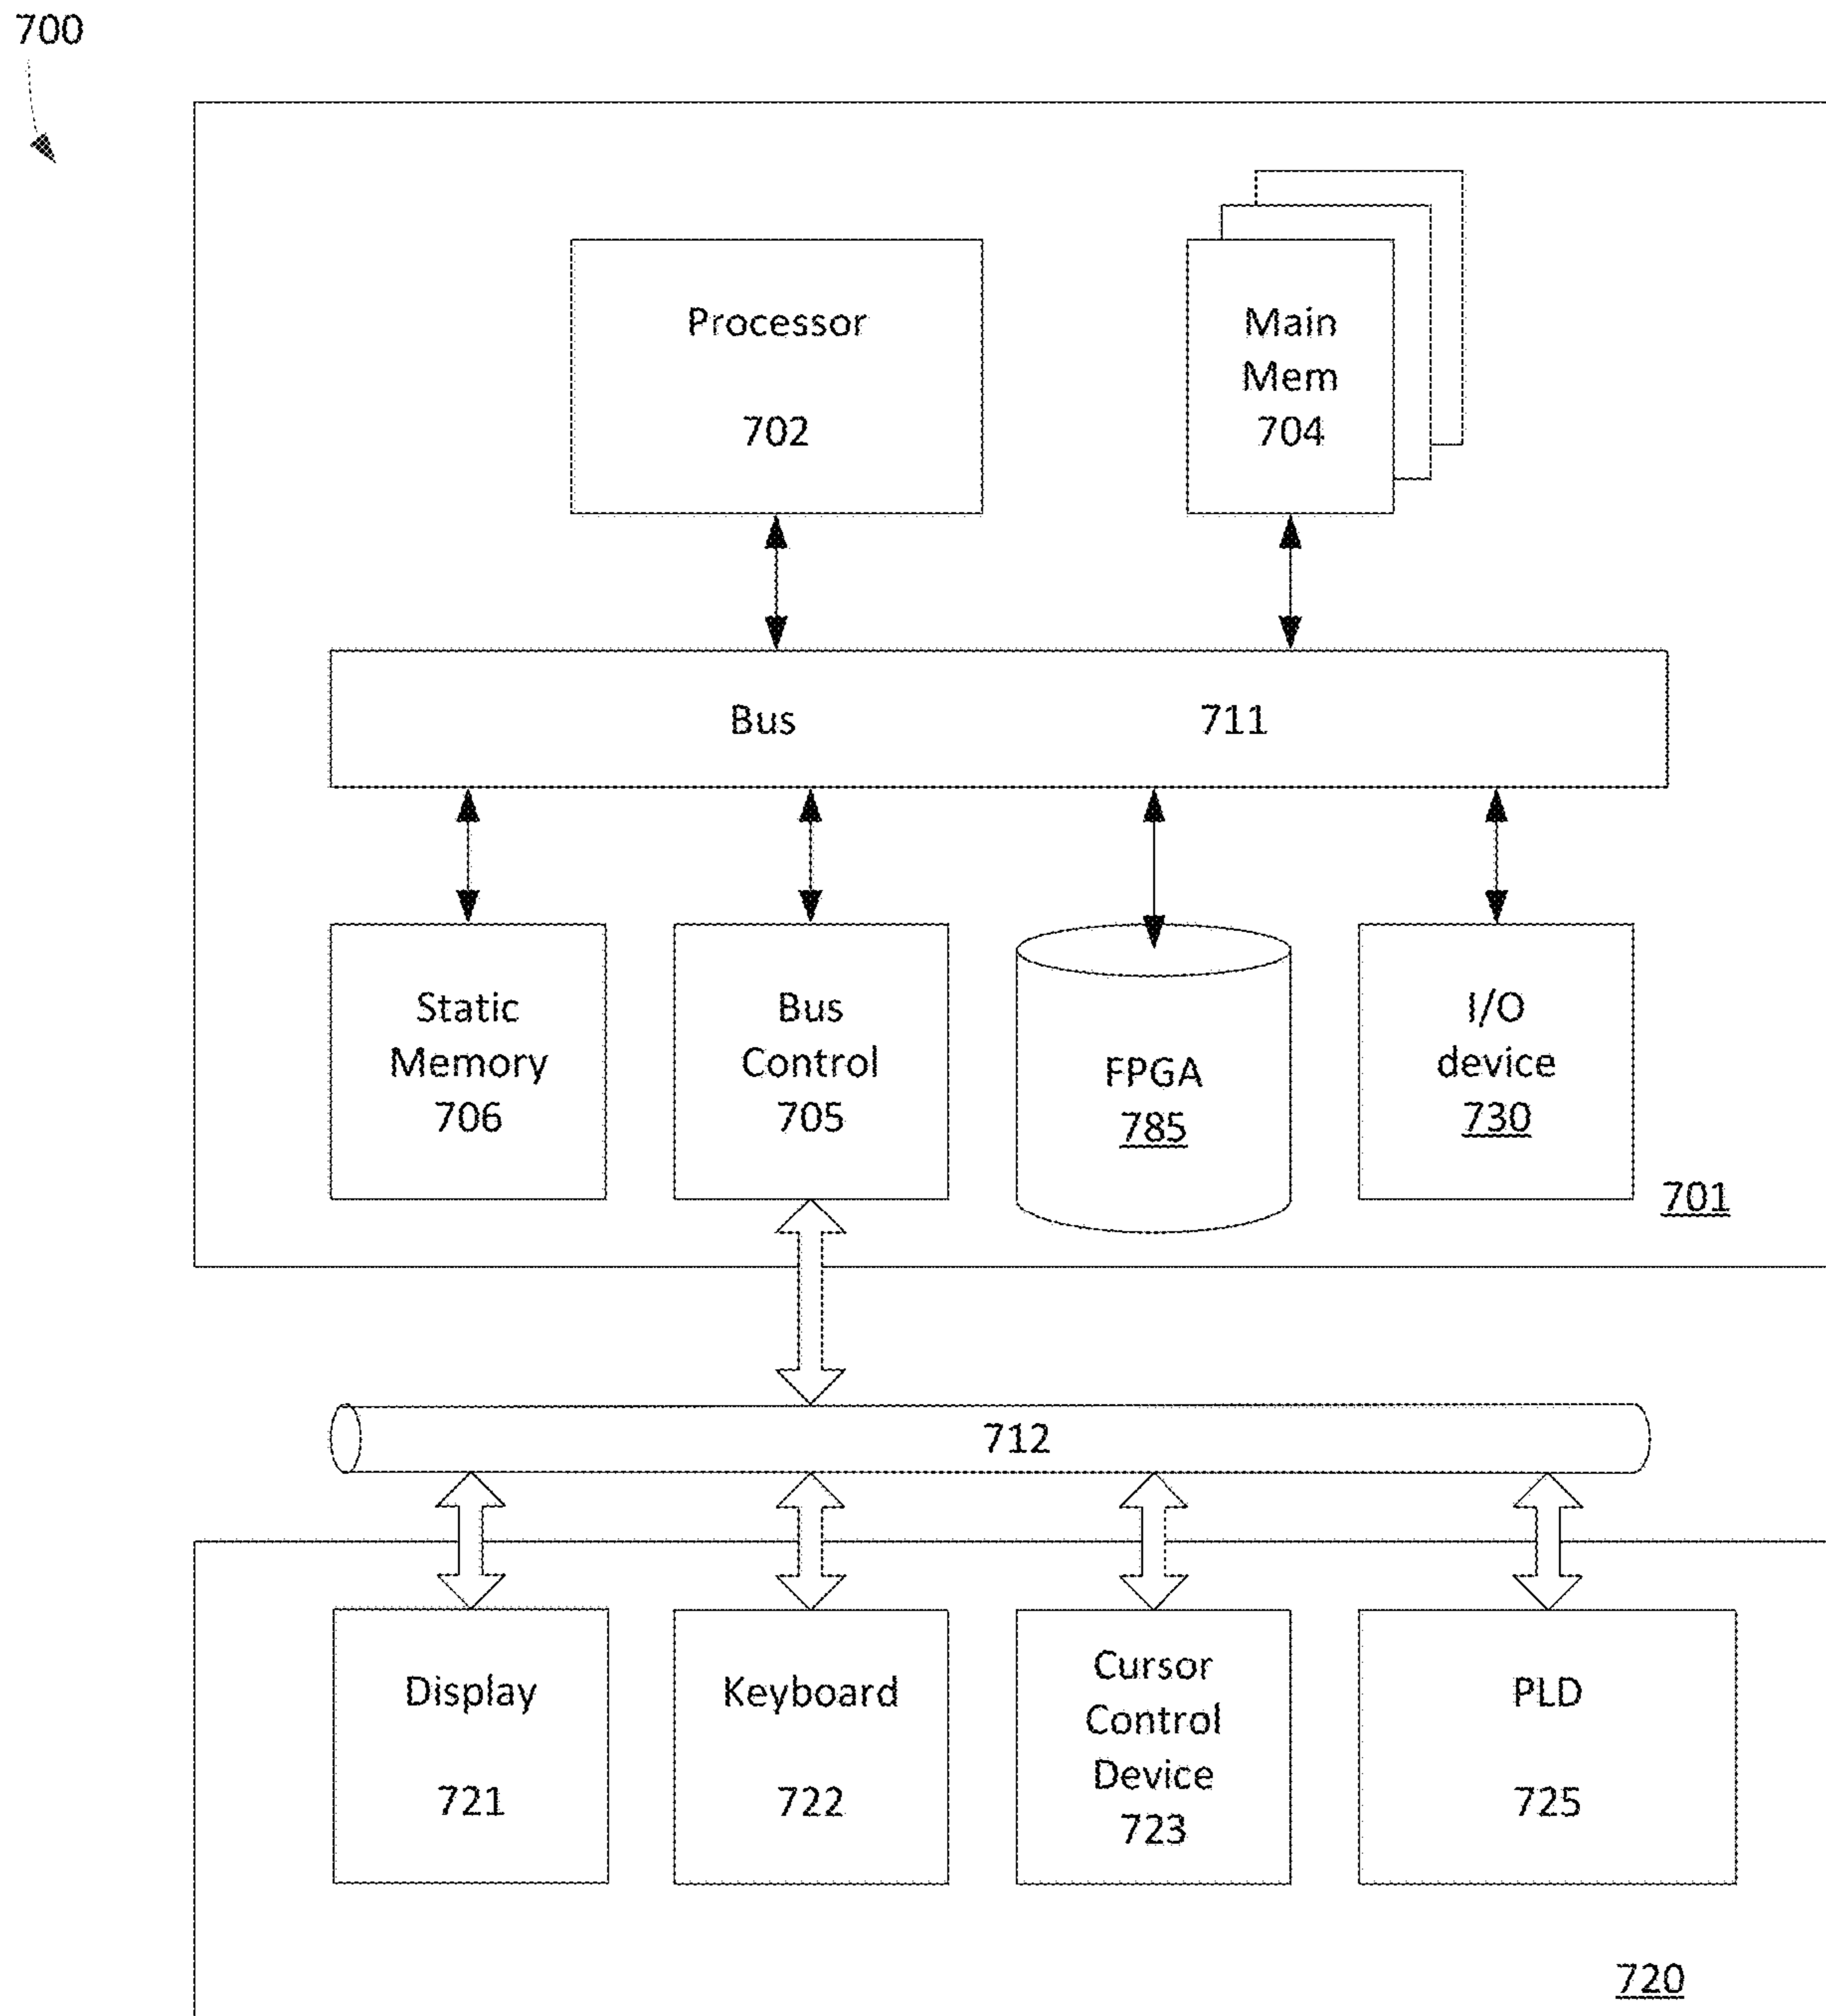 700
Processor
702
Main
Mem
704
Bus 711
Static
Memory
706
Bus
Control
705
FPGA
785
I/O
device
730
701
712
Display
721
Keyboard
722
Cursor
Control
Device
723
PLD
725
720